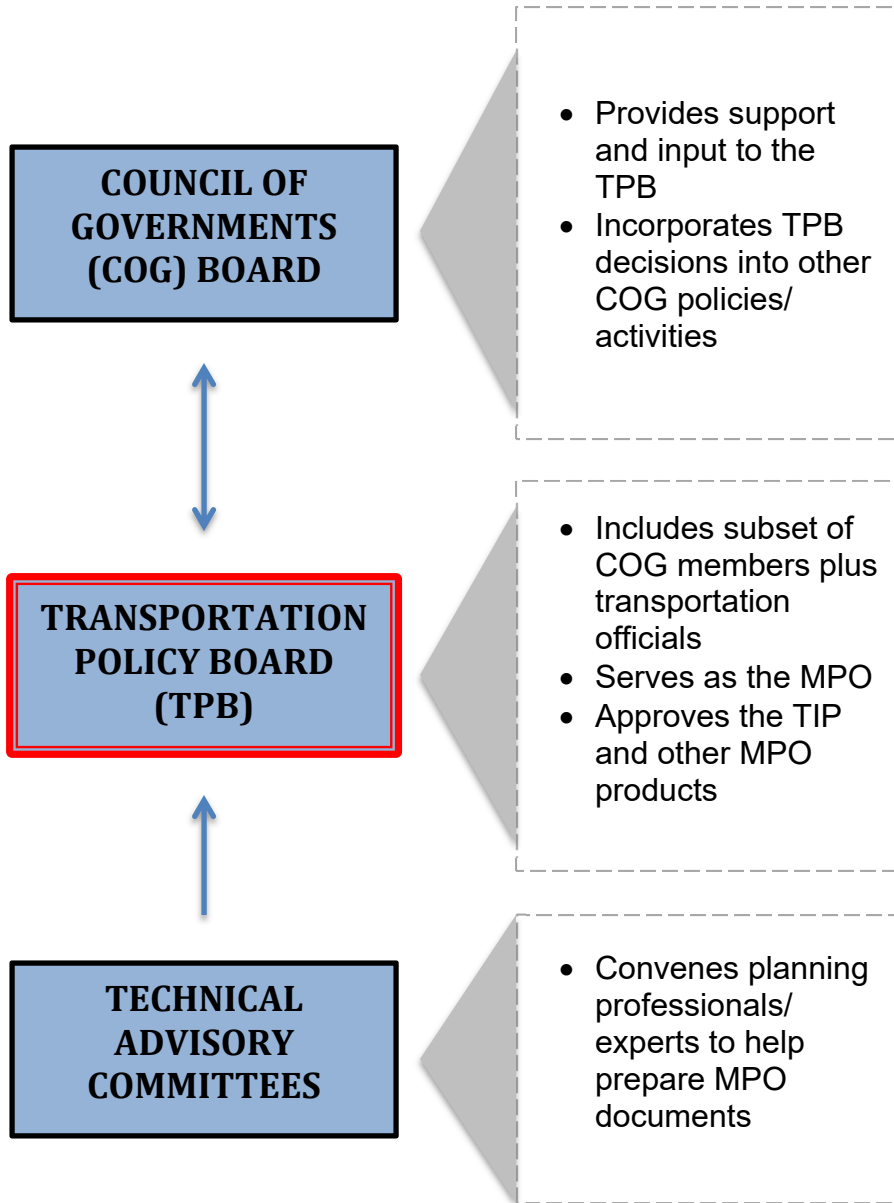 COUNCIL OF
GOVERNMENTS
(COG) BOARD
• Provides support
and input to the
TPB
• Incorporates TPB
decisions into other
COG policies/
activities
TRANSPORTATION
POLICY BOARD
(TPB)
• Includes subset of
COG members plus
transportation
officials
• Serves as the MPO
• Approves the TIP
and other MPO
products
TECHNICAL
ADVISORY
COMMITTEES
• Convenes planning
professionals/
experts to help
prepare MPO
documents